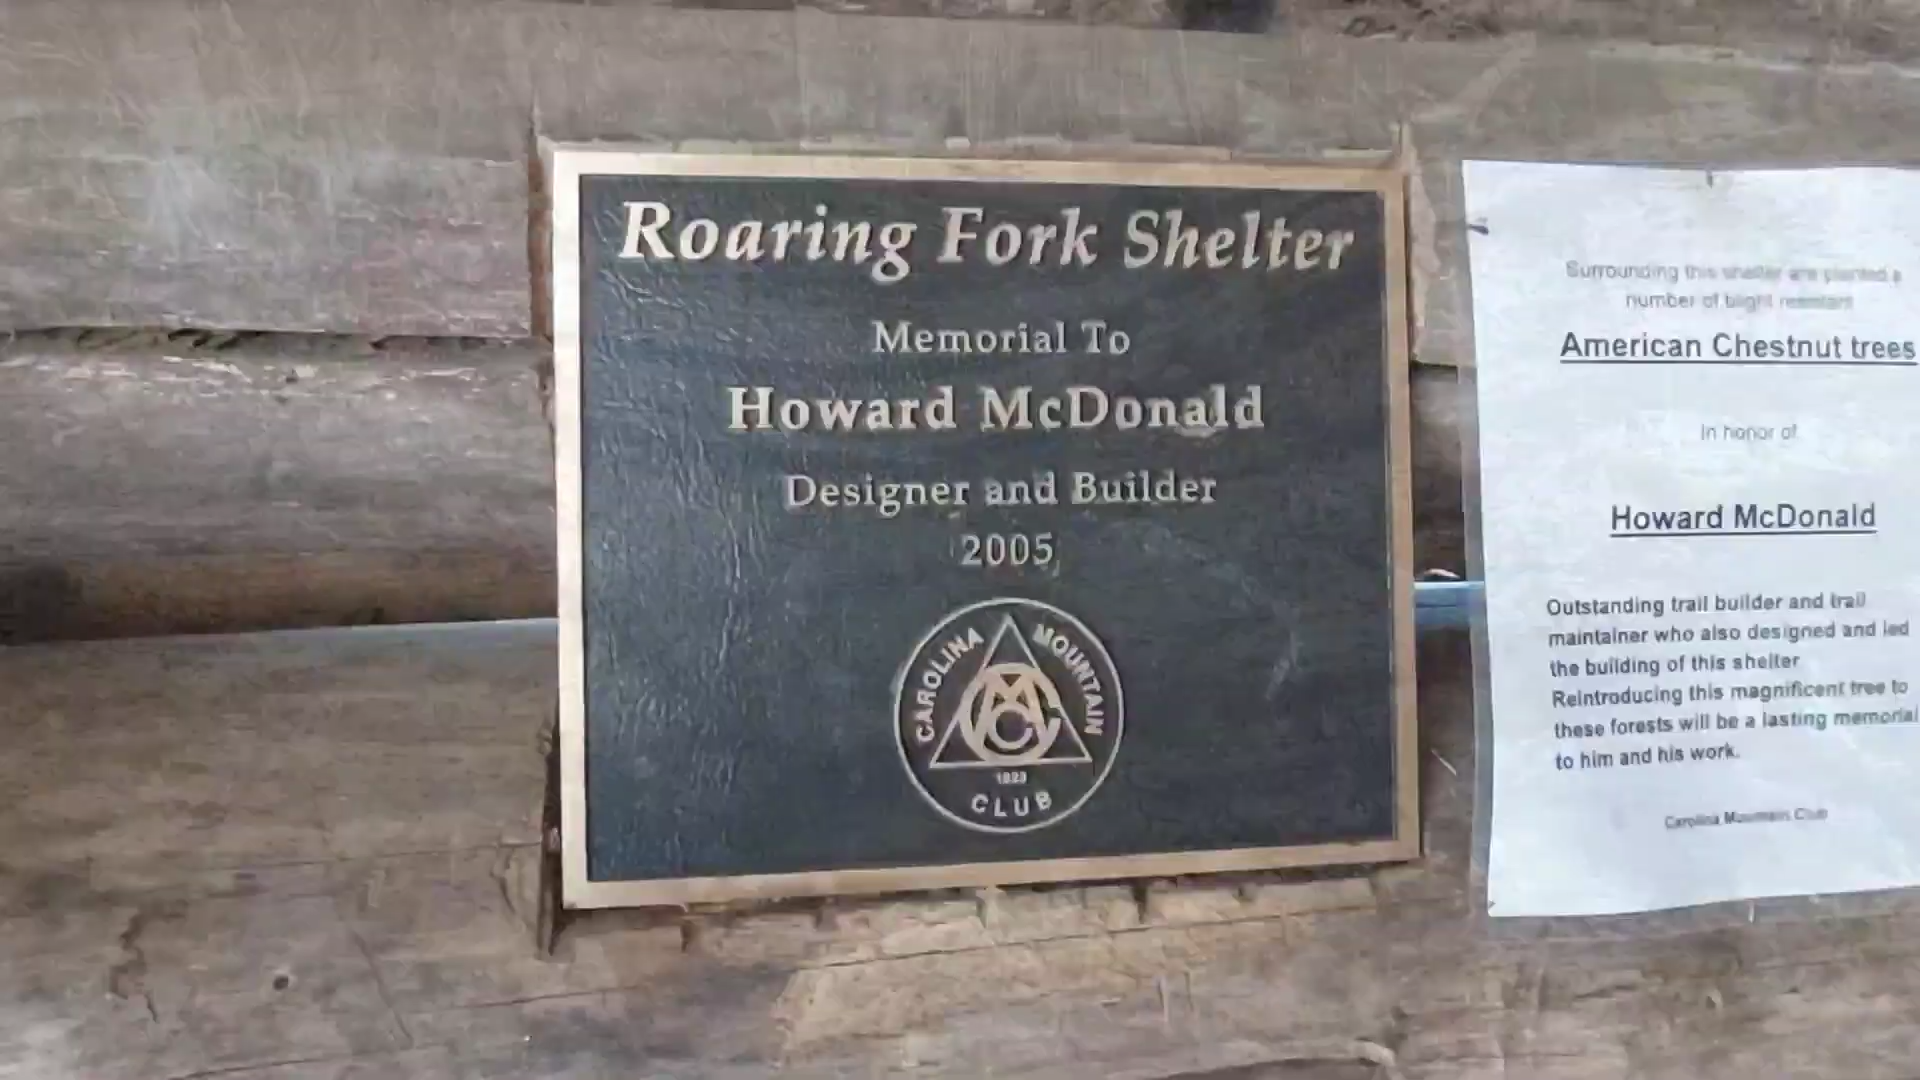 Roaring Fork Shelter
Memorial To
Howard McDonald
Designer and Builder
2005
CAROLINA MOUNTAIN
MC
1923
CLUB
Surrounding this shelter are planted a
number of blight resistant
American Chestnut trees
In honor of
Howard McDonald
Outstanding trail builder and trail
maintainer who also designed and led
the building of this shelter
Reintroducing this magnificent tree to
these forests will be a lasting memorial
to him and his work.
Carolina Mountain Club